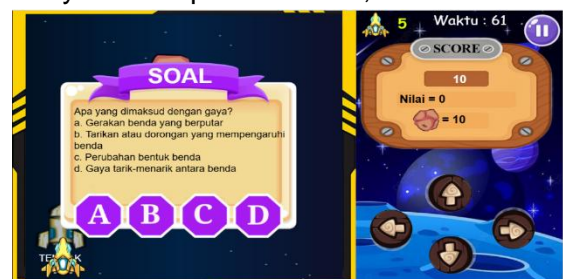 SOAL
Apa yang dimaksud dengan gaya?
a. Gerakan benda yang berputar
b. Tarikan atau dorongan yang mempengaruhi
benda
c. Perubahan bentuk benda
d. Gaya tarik-menarik antara benda
A B C D
5 Waktu : 61
SCORE
10
Nilai = 0
= 10